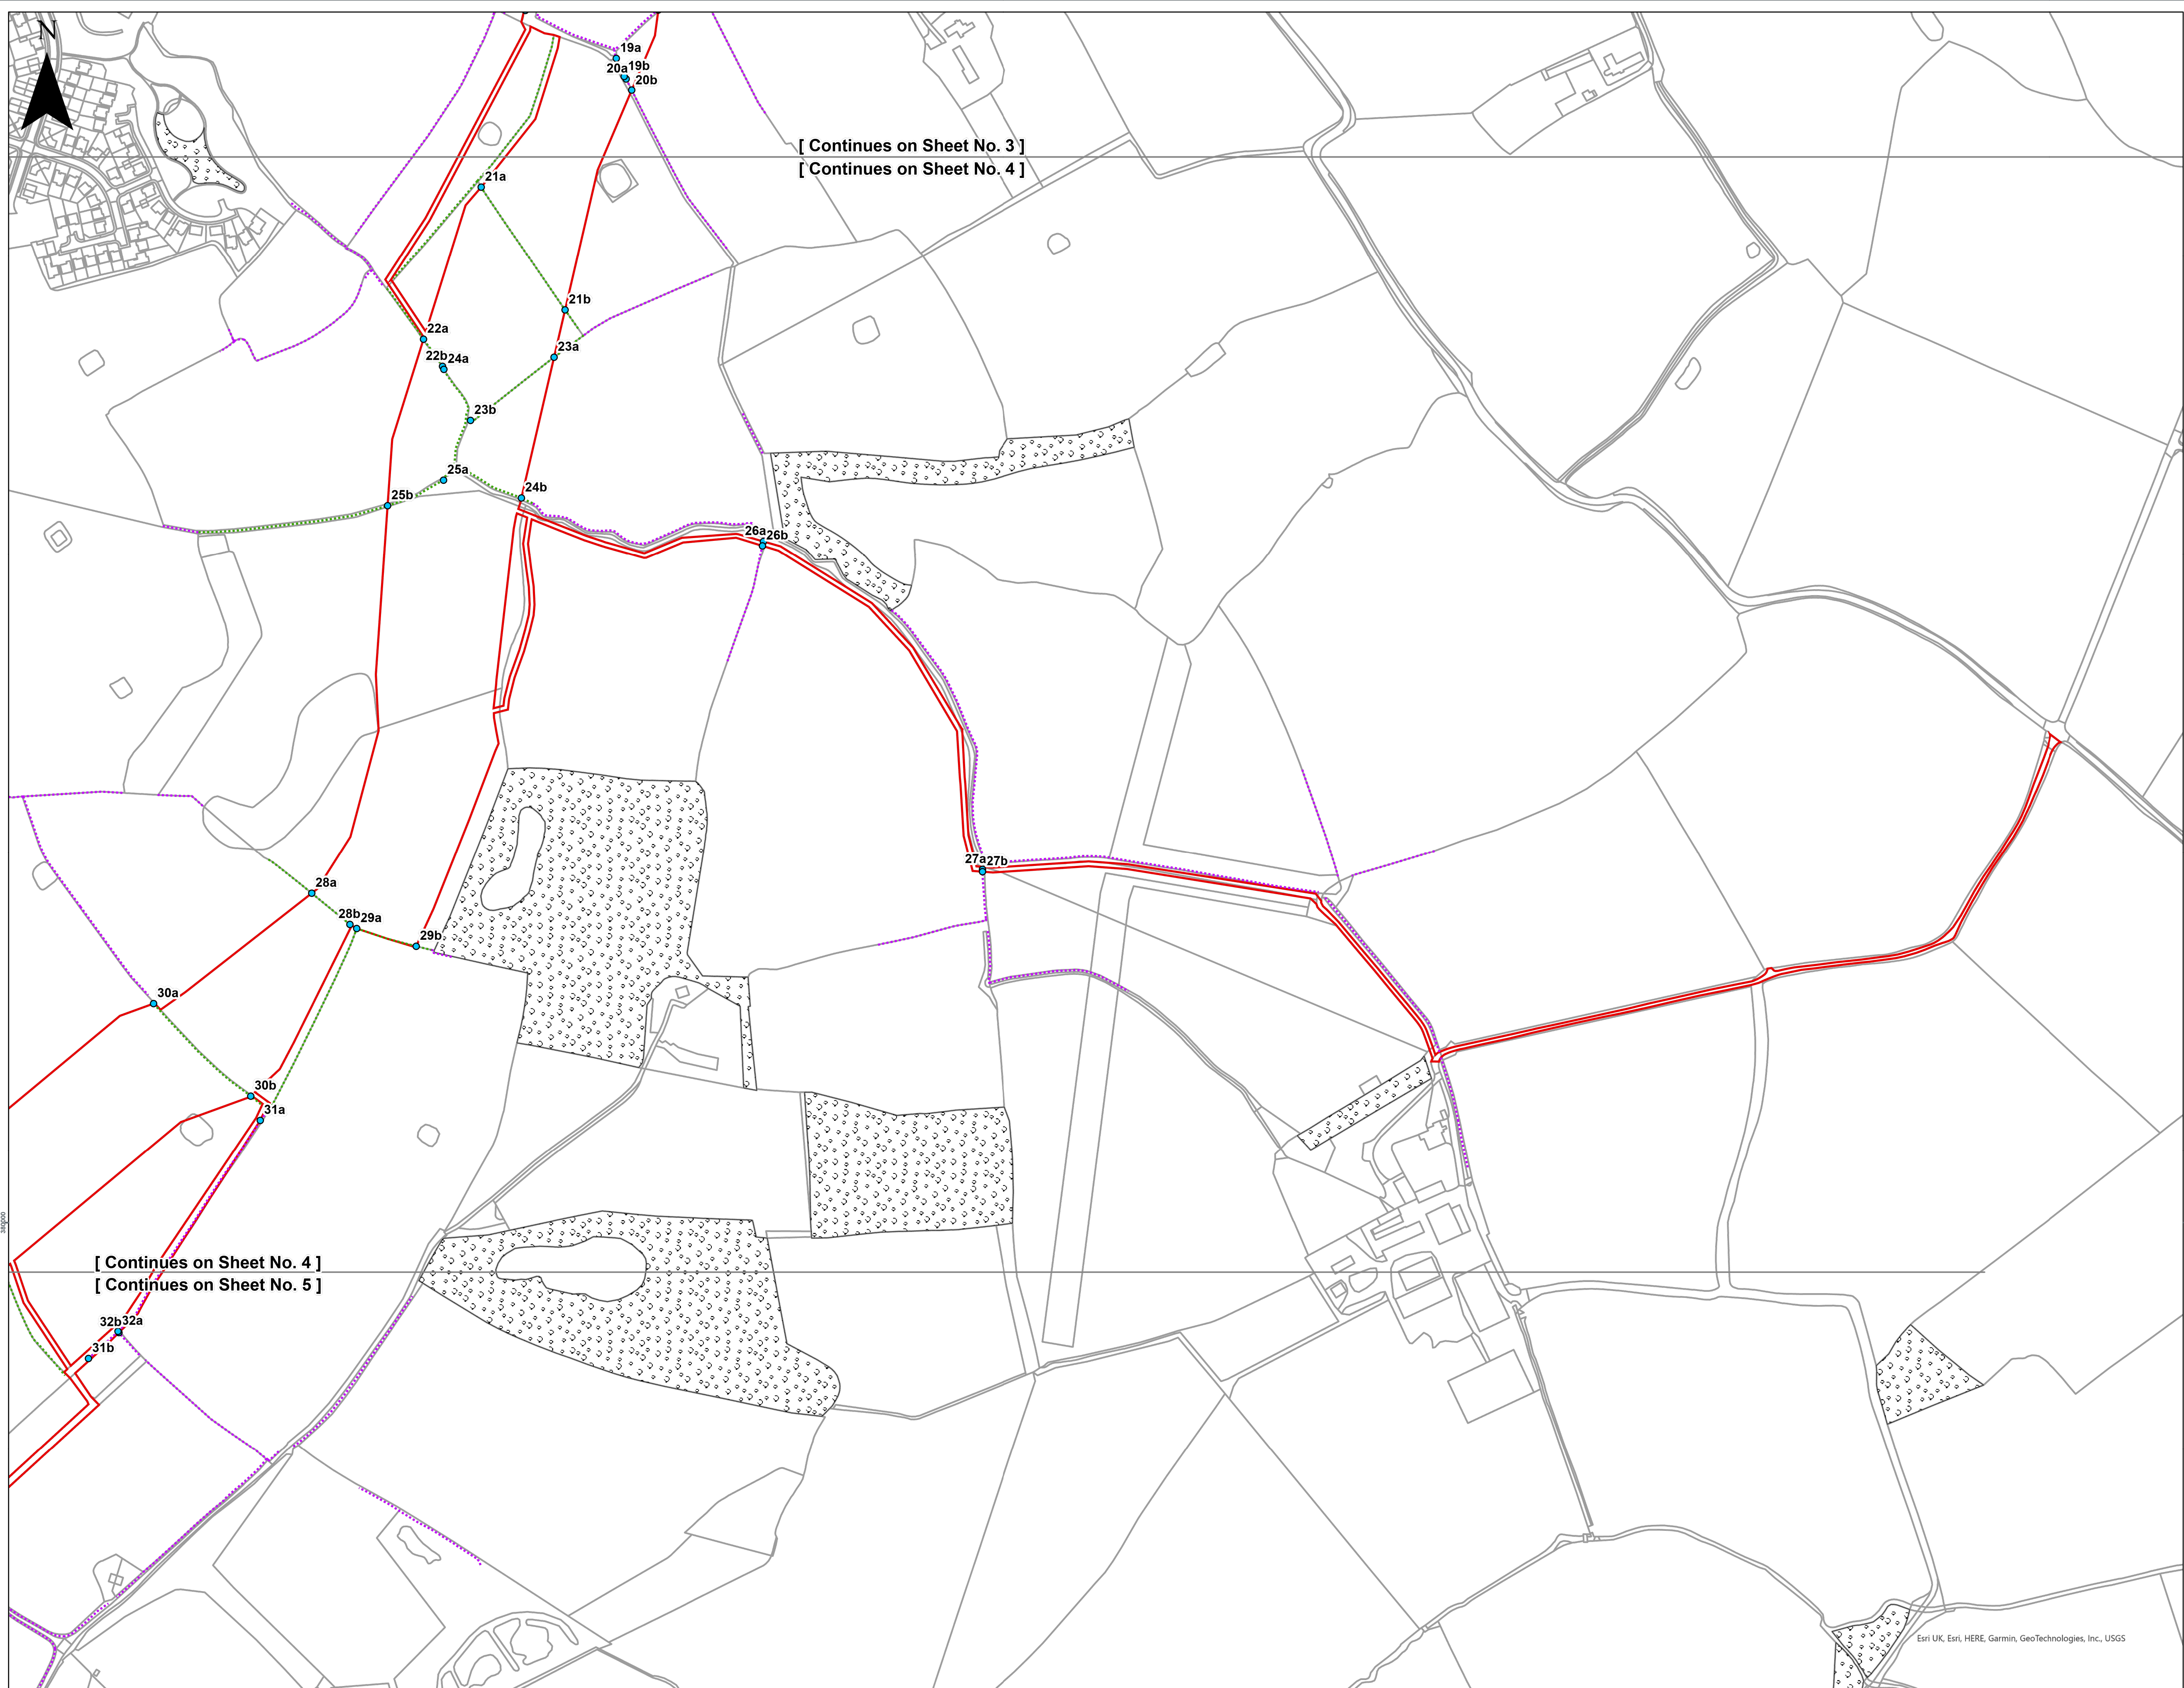 N
19a
20a 19b
20b
[ Continues on Sheet No. 3 ]
[ Continues on Sheet No. 4 ]
21a
21b
22a
22b 24a
23a
23b
25a
25b
24b
26a 26b
27a 27b
28a
28b 29a
29b
30a
30b
31a
380000
[ Continues on Sheet No. 4 ]
[ Continues on Sheet No. 5 ]
32b 32a
31b
Esri UK, Esri, HERE, Garmin, GeoTechnologies, Inc., USGS